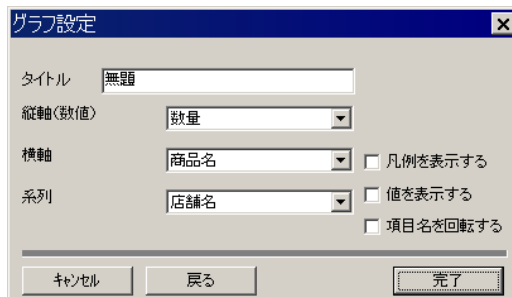 グラフ設定
タイトル 無題
縦軸(数値) 数量
横軸 商品名 凡例を表示する
系列 店舗名 値を表示する
項目名を回転する
ｷｬﾝｾﾙ 戻る 完了